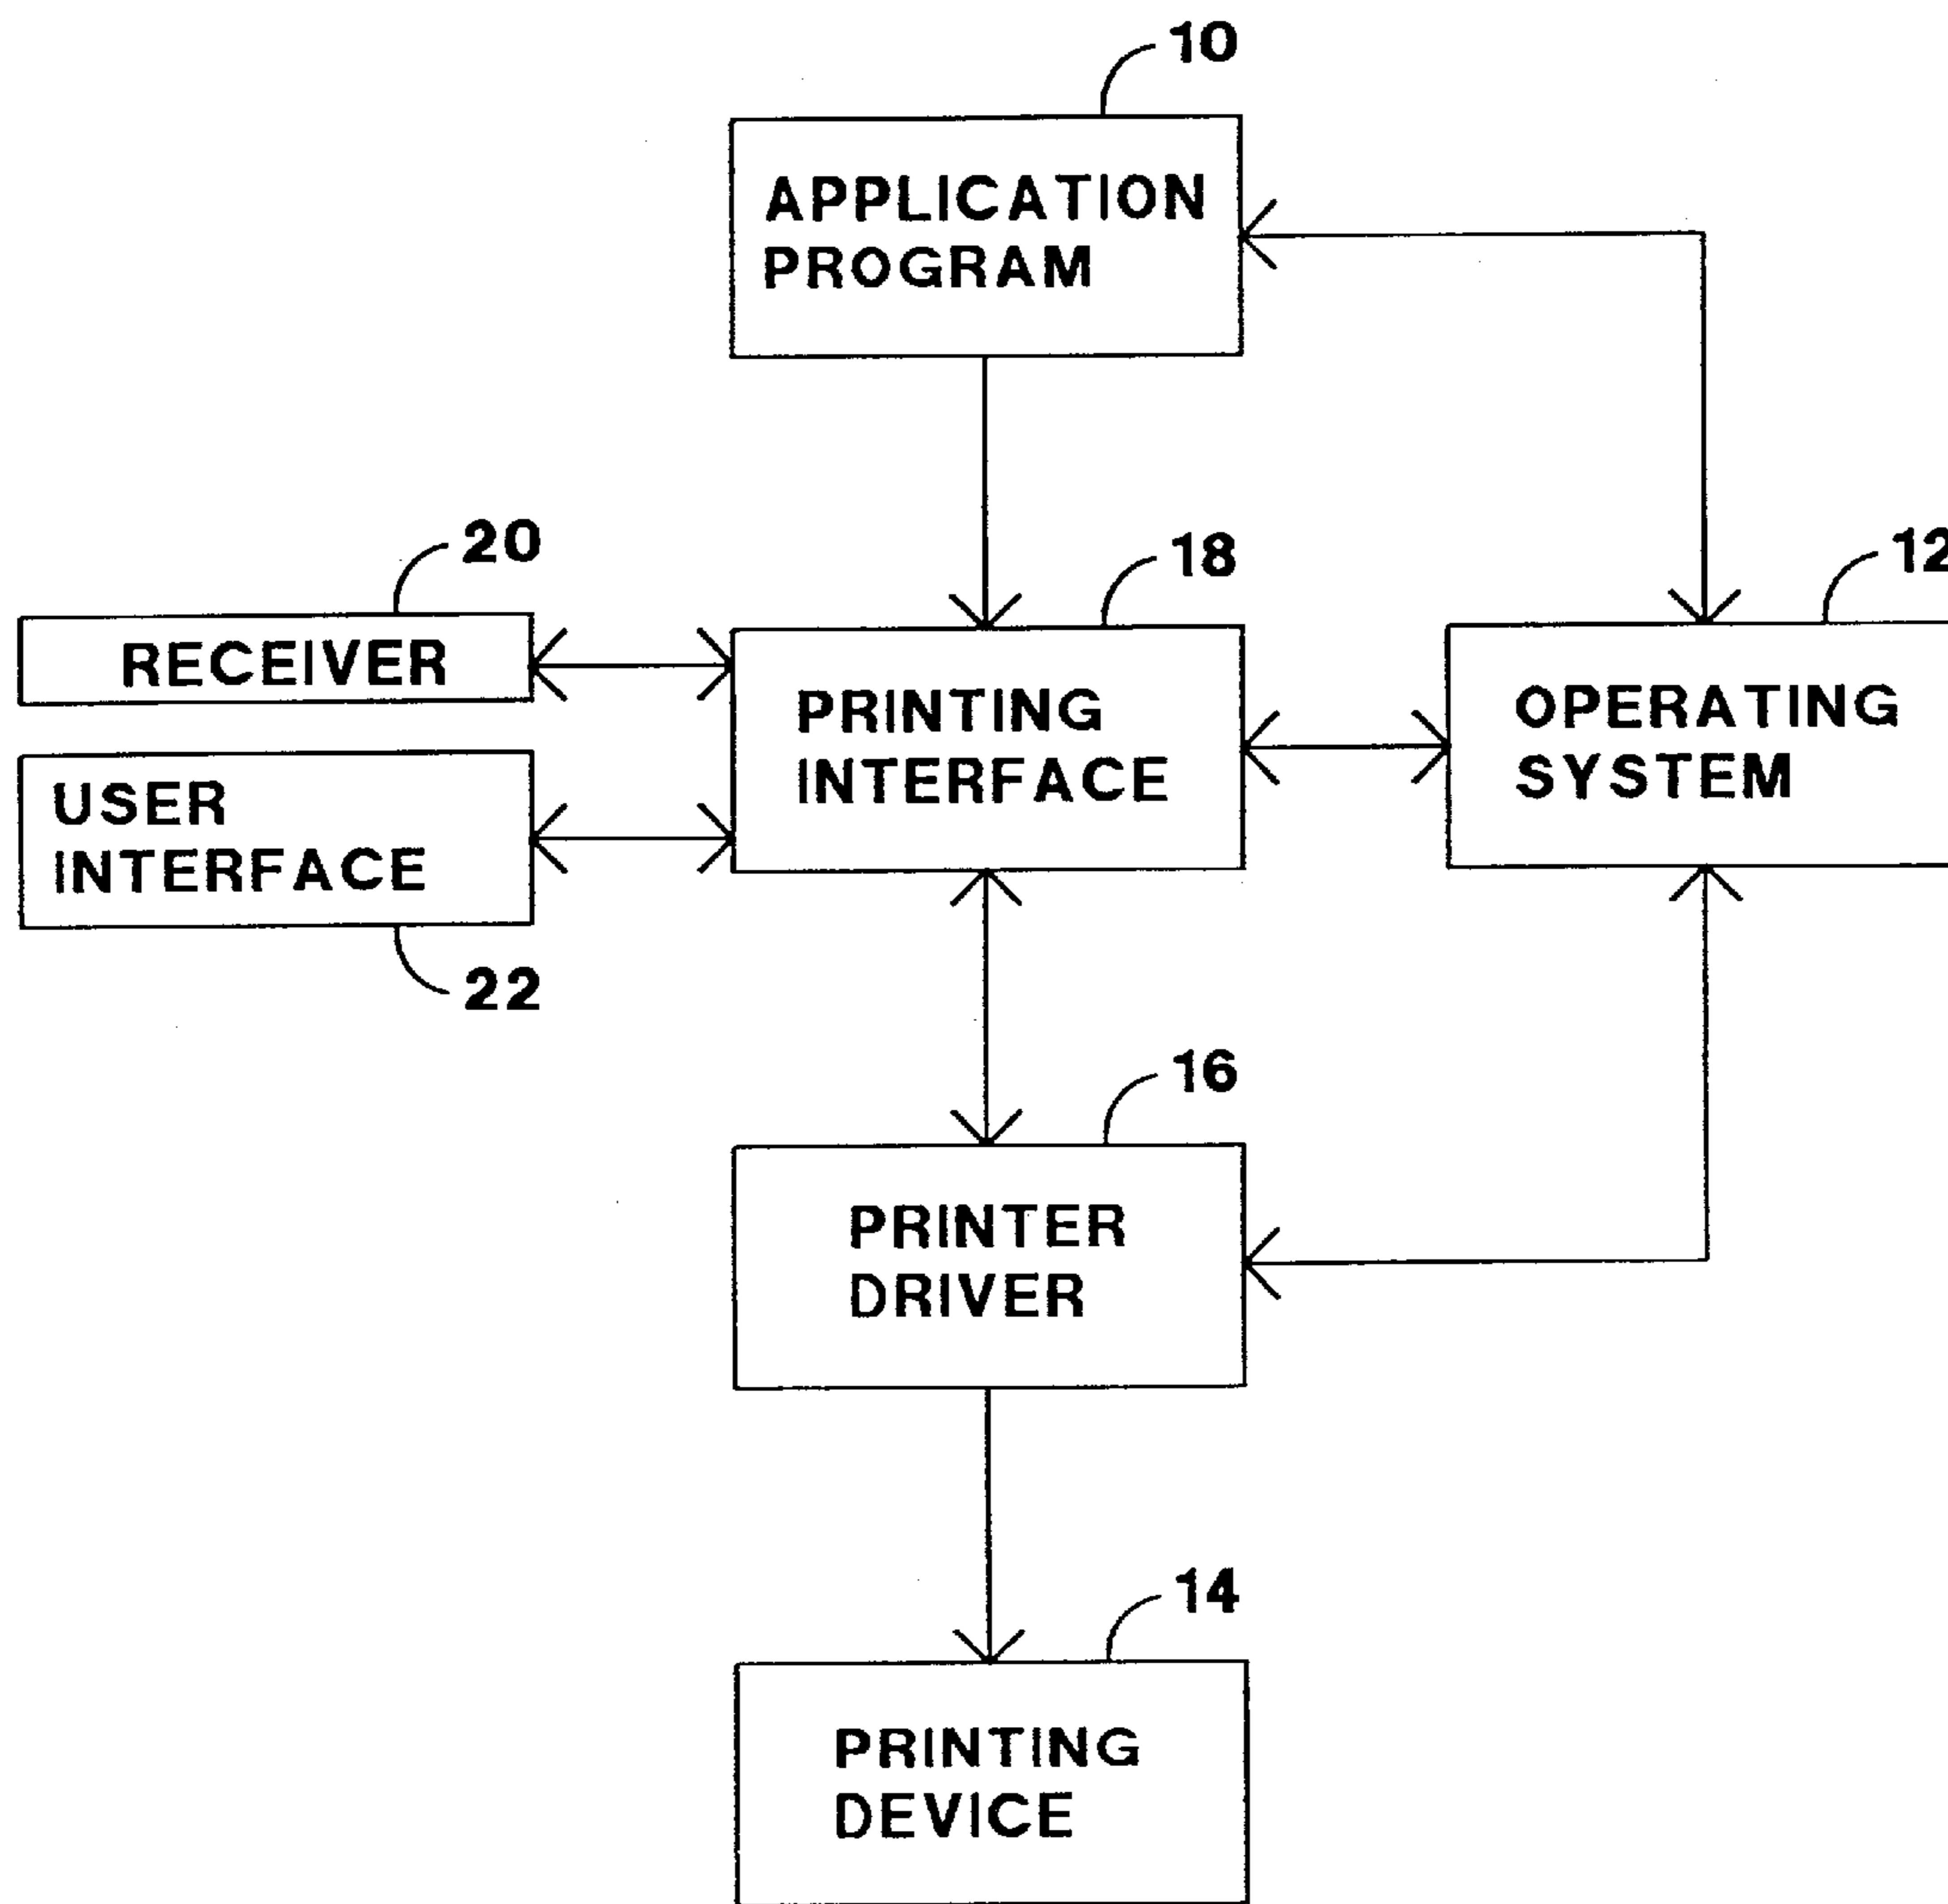 10
APPLICATION
PROGRAM
20
18
12
RECEIVER
PRINTING
INTERFACE
OPERATING
SYSTEM
USER
INTERFACE
22
16
PRINTER
DRIVER
14
PRINTING
DEVICE